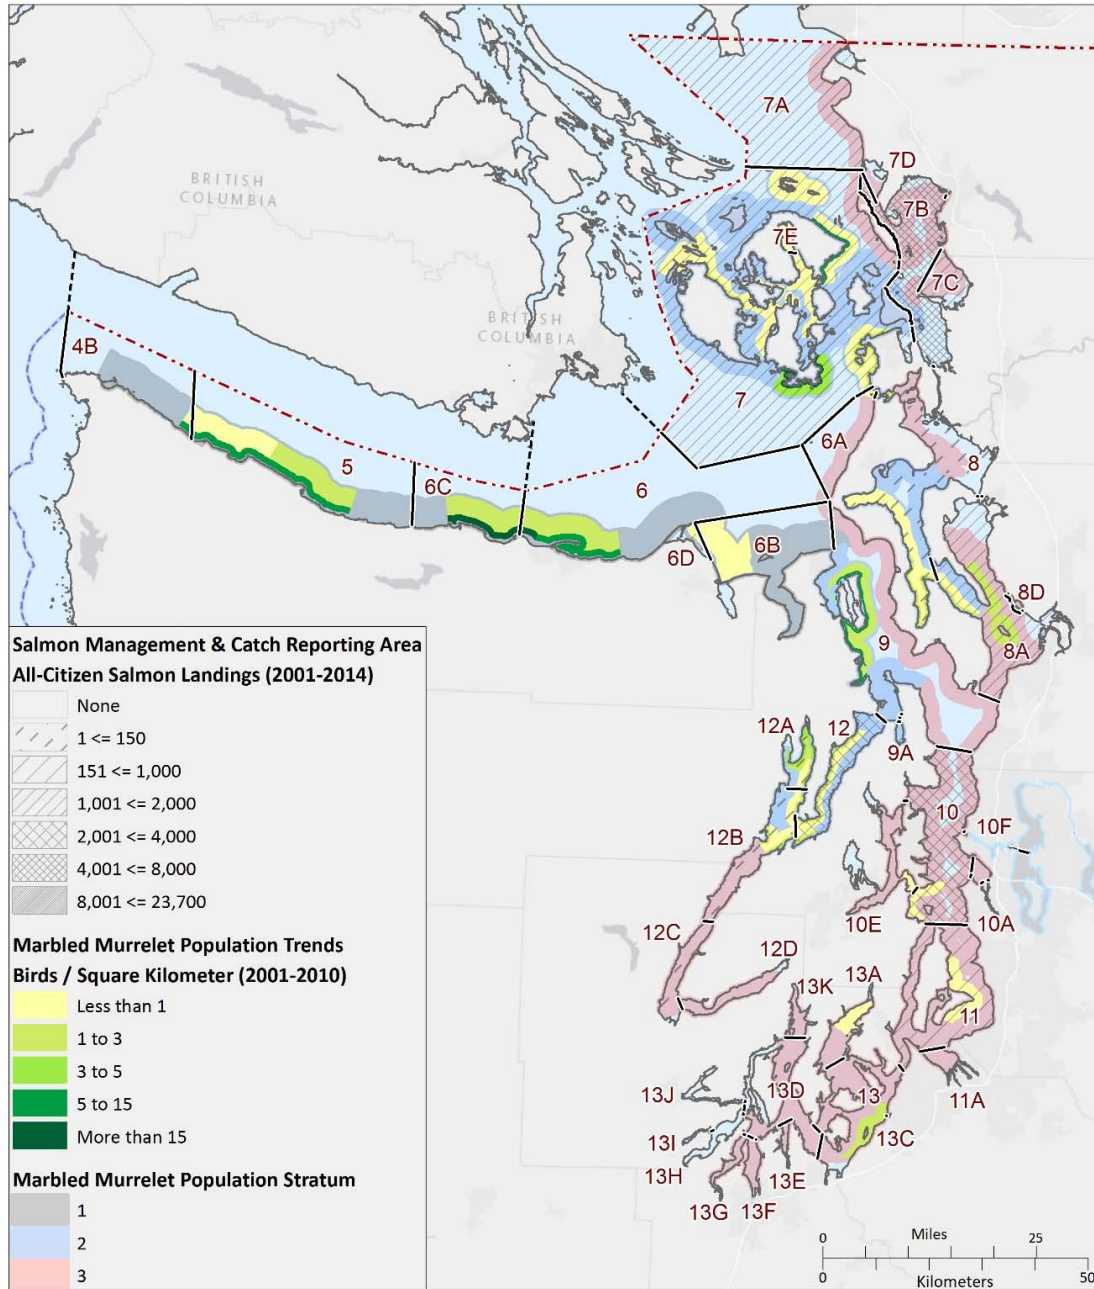 7A
7D
BRITISH
COLUMBIA
7B
7E
7C
BRITISH
COLUMBIA
4B
7
6A
5
6C
6
8
6D
6B
8D
9
8A
12A
12
9A
10
10F
12B
10E
10A
12C
12D
13K
13A
11
13J
13D
13
11A
13I
13C
13H
13E
13G
13F
Salmon Management & Catch Reporting Area
All-Citizen Salmon Landings (2001-2014)
None
1 <= 150
151 <= 1,000
1,001 <= 2,000
2,001 <= 4,000
4,001 <= 8,000
8,001 <= 23,700
Marbled Murrelet Population Trends
Birds / Square Kilometer (2001-2010)
Less than 1
1 to 3
3 to 5
5 to 15
More than 15
Marbled Murrelet Population Stratum
1
2
3
0 Miles 25
0 Kilometers 50